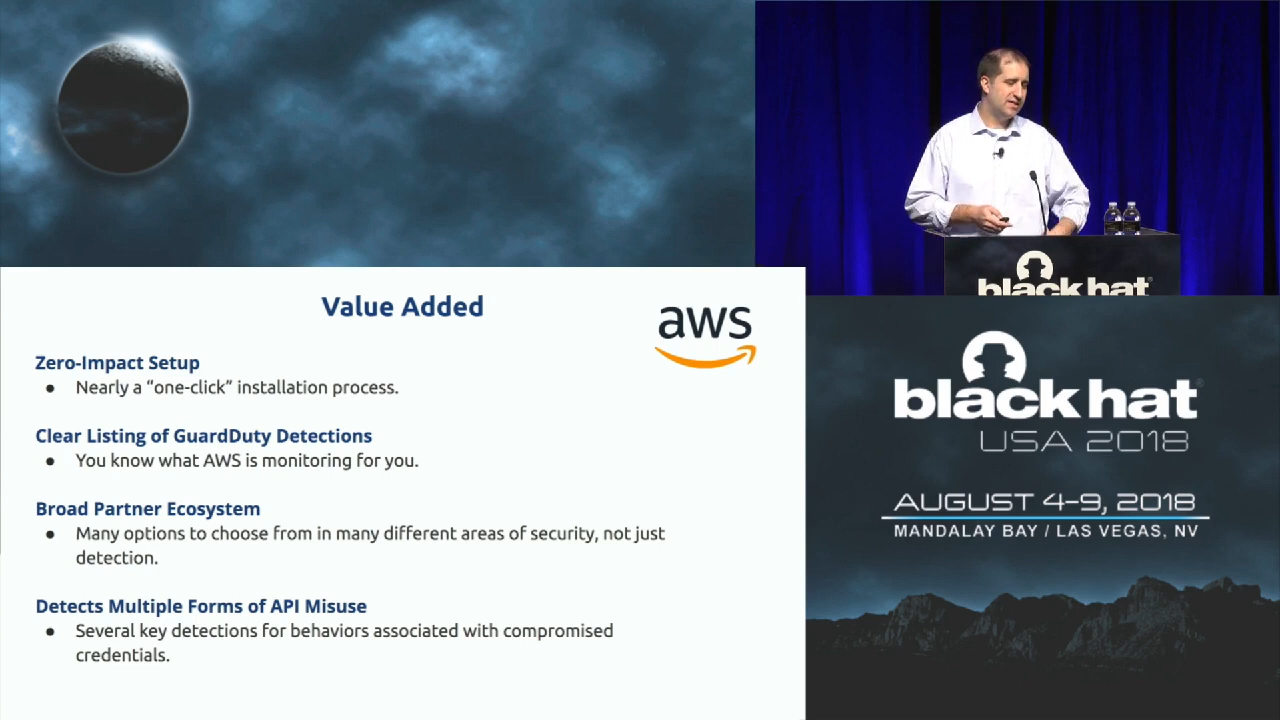 black hat
Value Added
aws
Zero-Impact Setup
● Nearly a “one-click” installation process.
Clear Listing of GuardDuty Detections
● You know what AWS is monitoring for you.
Broad Partner Ecosystem
● Many options to choose from in many different areas of security, not just
detection.
Detects Multiple Forms of API Misuse
● Several key detections for behaviors associated with compromised
credentials.
black hat
USA 2018
AUGUST 4-9, 2018
MANDALAY BAY / LAS VEGAS, NV